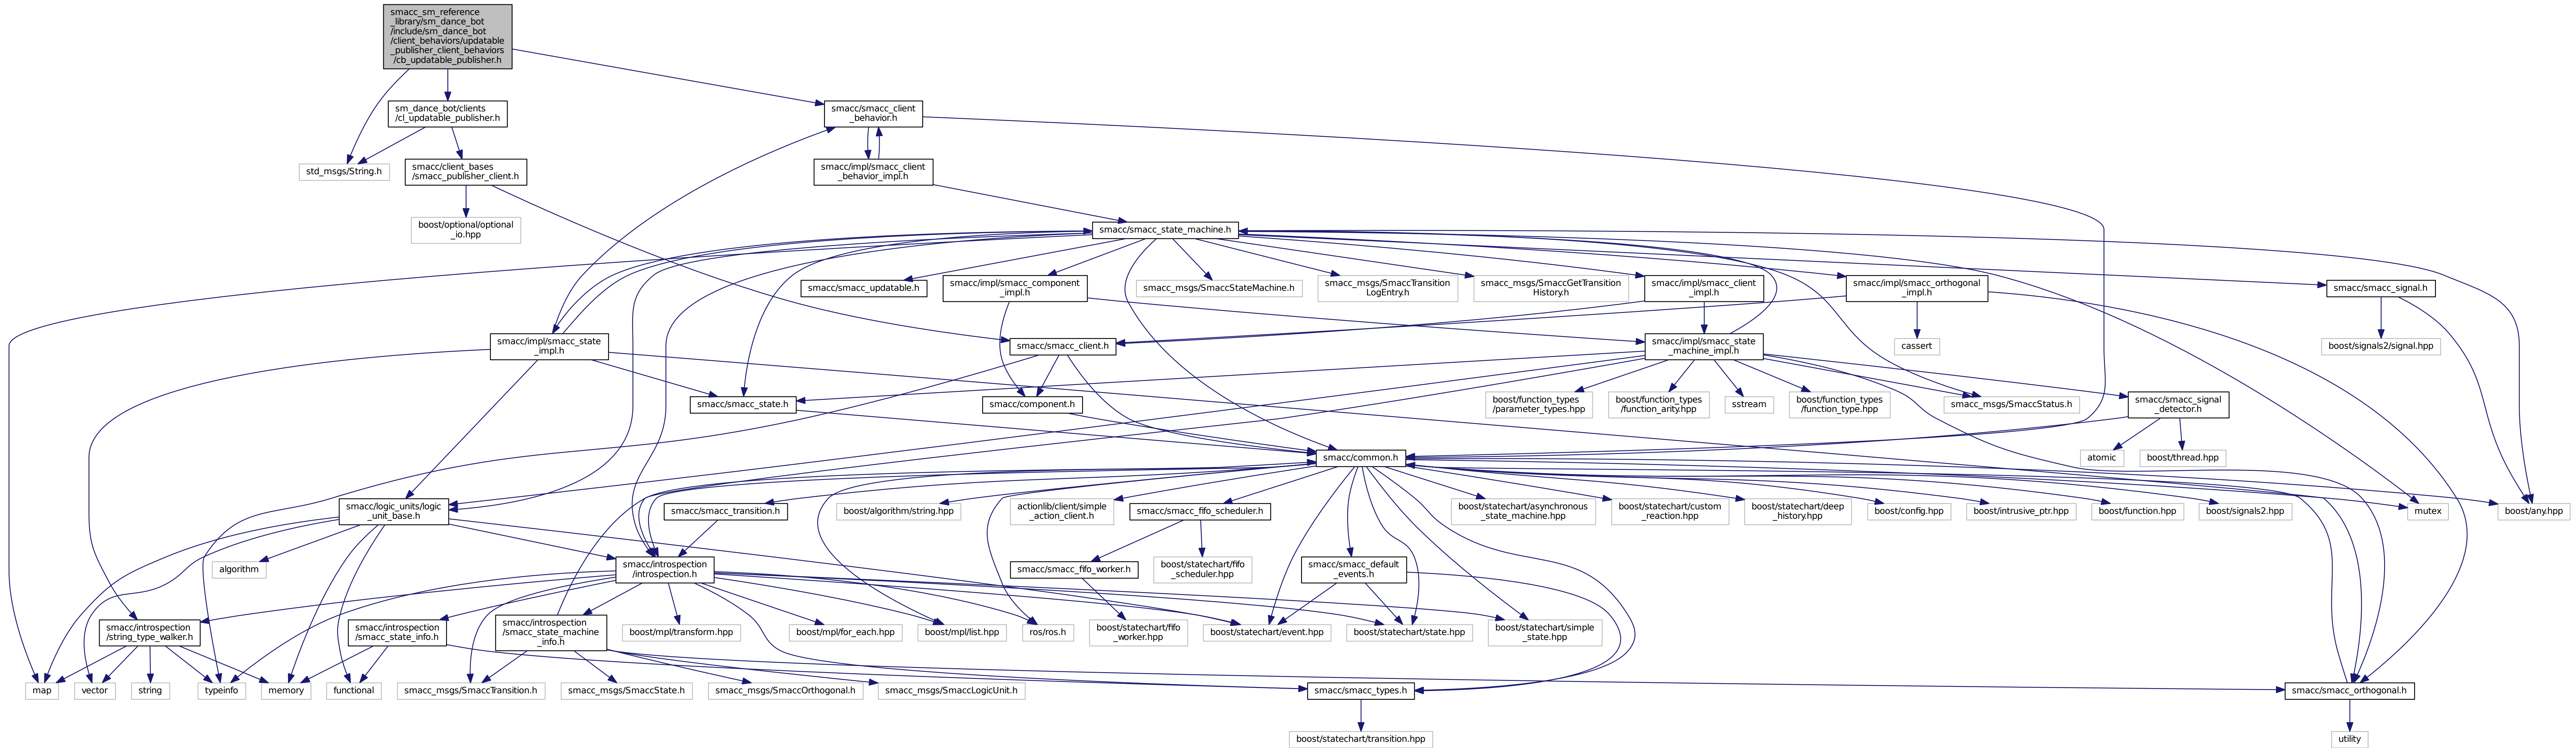 smacc_sm_reference
_library/sm_dance_bot
/include/sm_dance_bot
/client_behaviors/updatable
_publisher_client_behaviors
/cb_updatable_publisher.h
sm_dance_bot/clients
/cl_updatable_publisher.h
smacc/smacc_client
_behavior.h
std_msgs/String.h
smacc/client_bases
/smacc_publisher_client.h
smacc/impl/smacc_client
_behavior_impl.h
boost/optional/optional
_io.hpp
smacc/smacc_state_machine.h
smacc/smacc_updatable.h
smacc/impl/smacc_component
_impl.h
smacc_msgs/SmaccStateMachine.h
smacc_msgs/SmaccTransition
LogEntry.h
smacc_msgs/SmaccGetTransition
History.h
smacc/impl/smacc_client
_impl.h
smacc/impl/smacc_orthogonal
_impl.h
smacc/smacc_signal.h
smacc/impl/smacc_state
_impl.h
smacc/smacc_client.h
smacc/impl/smacc_state
_machine_impl.h
cassert
boost/signals2/signal.hpp
smacc/smacc_state.h
smacc/component.h
boost/function_types
/parameter_types.hpp
boost/function_types
/function_arity.hpp
sstream
boost/function_types
/function_type.hpp
smacc_msgs/SmaccStatus.h
smacc/smacc_signal
_detector.h
smacc/common.h
atomic
boost/thread.hpp
smacc/logic_units/logic
_unit_base.h
smacc/smacc_transition.h
boost/algorithm/string.hpp
actionlib/client/simple
_action_client.h
smacc/smacc_fifo_scheduler.h
boost/statechart/asynchronous
_state_machine.hpp
boost/statechart/custom
_reaction.hpp
boost/statechart/deep
_history.hpp
boost/config.hpp
boost/intrusive_ptr.hpp
boost/function.hpp
boost/signals2.hpp
mutex
boost/any.hpp
algorithm
smacc/introspection
/introspection.h
smacc/smacc_fifo_worker.h
boost/statechart/fifo
_scheduler.hpp
smacc/smacc_default
_events.h
smacc/introspection
/string_type_walker.h
smacc/introspection
/smacc_state_info.h
smacc/introspection
/smacc_state_machine
_info.h
boost/mpl/transform.hpp
boost/mpl/for_each.hpp
boost/mpl/list.hpp
ros/ros.h
boost/statechart/fifo
_worker.hpp
boost/statechart/event.hpp
boost/statechart/state.hpp
boost/statechart/simple
_state.hpp
map
vector
string
typeinfo
memory
functional
smacc_msgs/SmaccTransition.h
smacc_msgs/SmaccState.h
smacc_msgs/SmaccOrthogonal.h
smacc_msgs/SmaccLogicUnit.h
smacc/smacc_types.h
smacc/smacc_orthogonal.h
boost/statechart/transition.hpp
utility